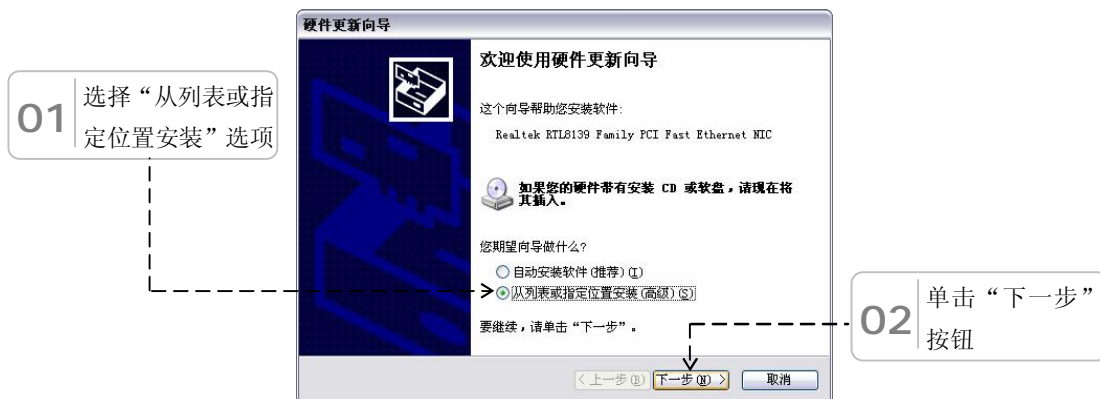 硬件更新向导
欢迎使用硬件更新向导
这个向导帮助您安装软件:
Realtek RTL8139 Family PCI Fast Ethernet NIC
如果您的硬件带有安装 CD 或软盘，请现在将
其插入。
您期望向导做什么?
自动安装软件(推荐)(I)
从列表或指定位置安装(高级)(S)
要继续，请单击“下一步”。
< 上一步(B)
下一步(N) >
取消
01
选择“从列表或指
定位置安装”选项
02
单击“下一步”
按钮